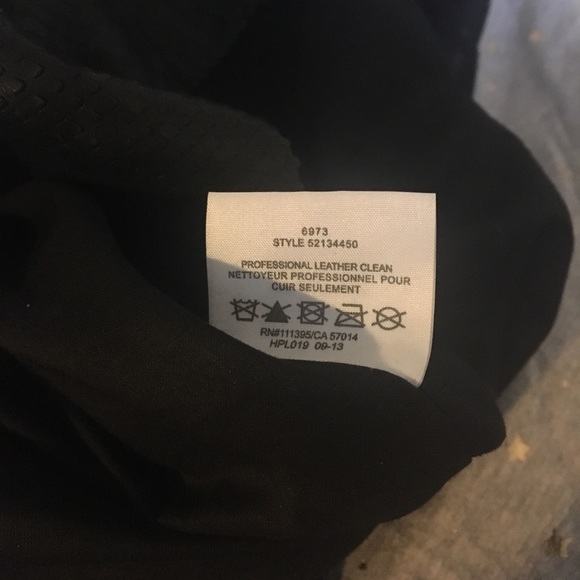 6973
STYLE 52134450
PROFESSIONAL LEATHER CLEAN
NETTOYEUR PROFESSIONNEL POUR
CUIR SEULEMENT
RN#111395/CA 57014
HPL019 09-13